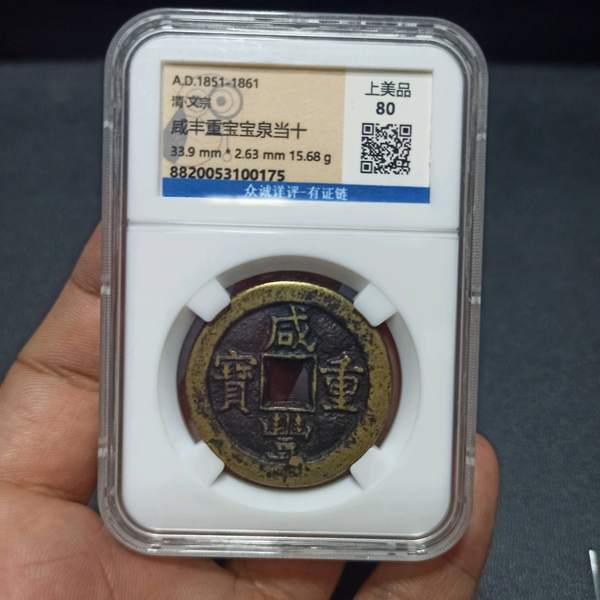 A.D.1851-1861
清·文宗
咸丰重宝宝泉当十
33.9 mm * 2.63 mm 15.68 g
8820053100175
上美品
80
众诚详评-有证链
咸
寶 重
豐